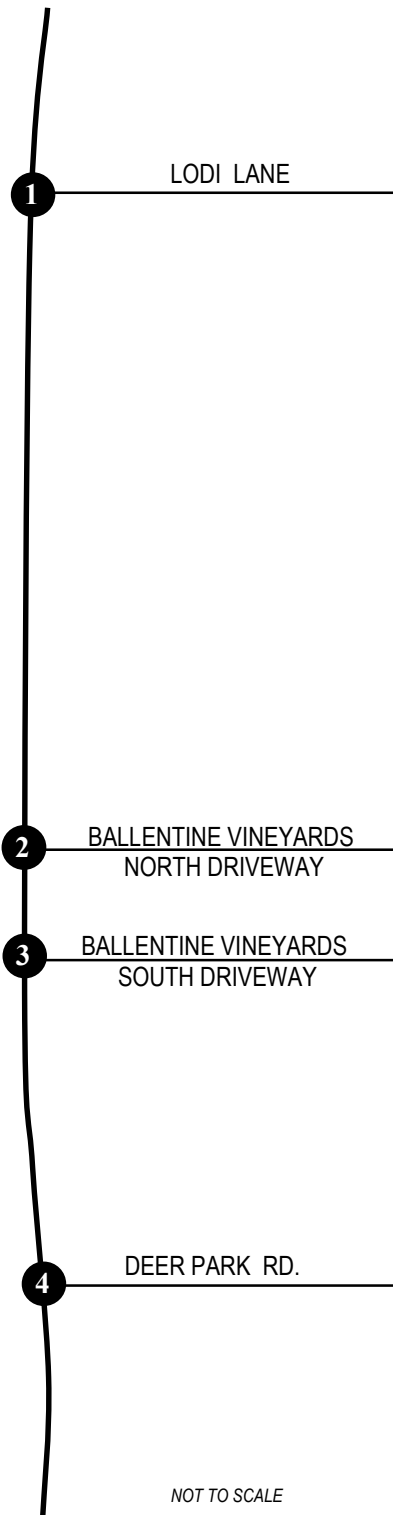 LODI LANE
1
BALLENTINE VINEYARDS
2
NORTH DRIVEWAY
BALLENTINE VINEYARDS
3
SOUTH DRIVEWAY
DEER PARK RD.
4
NOT TO SCALE